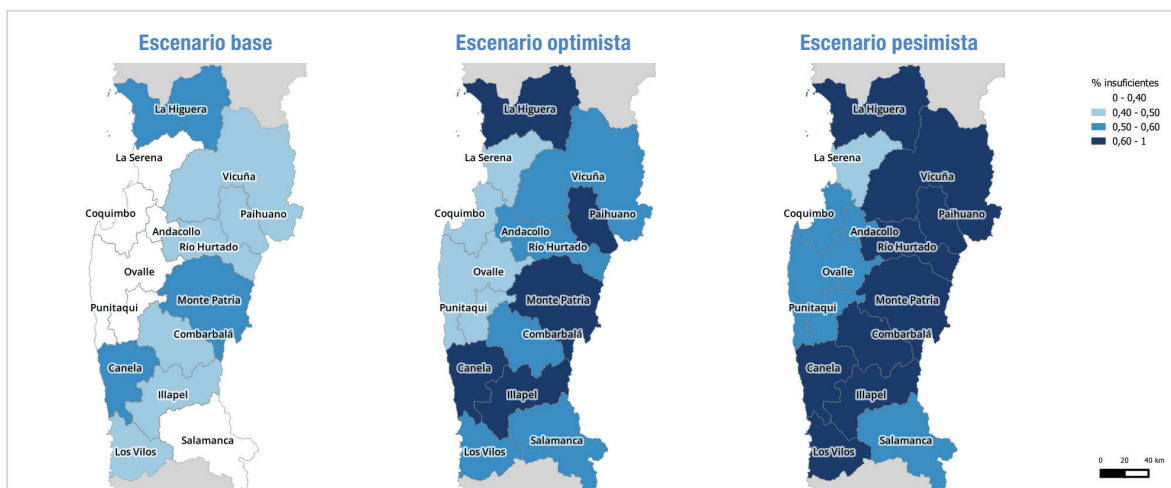 Escenario base
Escenario optimista
Escenario pesimista
La Higuera
La Serena
Vicuña
Coquimbo
Paihuano
Andacollo
Río Hurtado
Ovalle
Monte Patria
Punitaqui
Combarbalá
Canela
Illapel
Salamanca
Los Vilos
La Higuera
La Serena
Vicuña
Coquimbo
Paihuano
Andacollo
Río Hurtado
Ovalle
Monte Patria
Punitaqui
Combarbalá
Canela
Illapel
Salamanca
Los Vilos
La Higuera
La Serena
Vicuña
Coquimbo
Paihuano
Andacollo
Río Hurtado
Ovalle
Monte Patria
Punitaqui
Combarbalá
Canela
Illapel
Salamanca
Los Vilos
% insuficientes
0 - 0,40
0,40 - 0,50
0,50 - 0,60
0,60 - 1
0 20 40 km